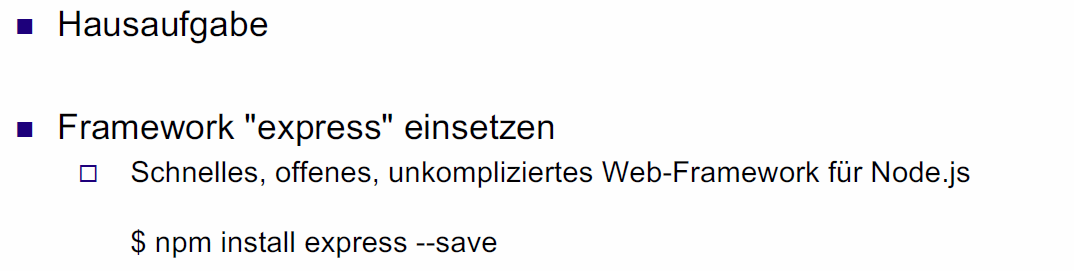 Hausaufgabe
Framework "express" einsetzen
Schnelles, offenes, unkompliziertes Web-Framework für Node.js
$ npm install express --save